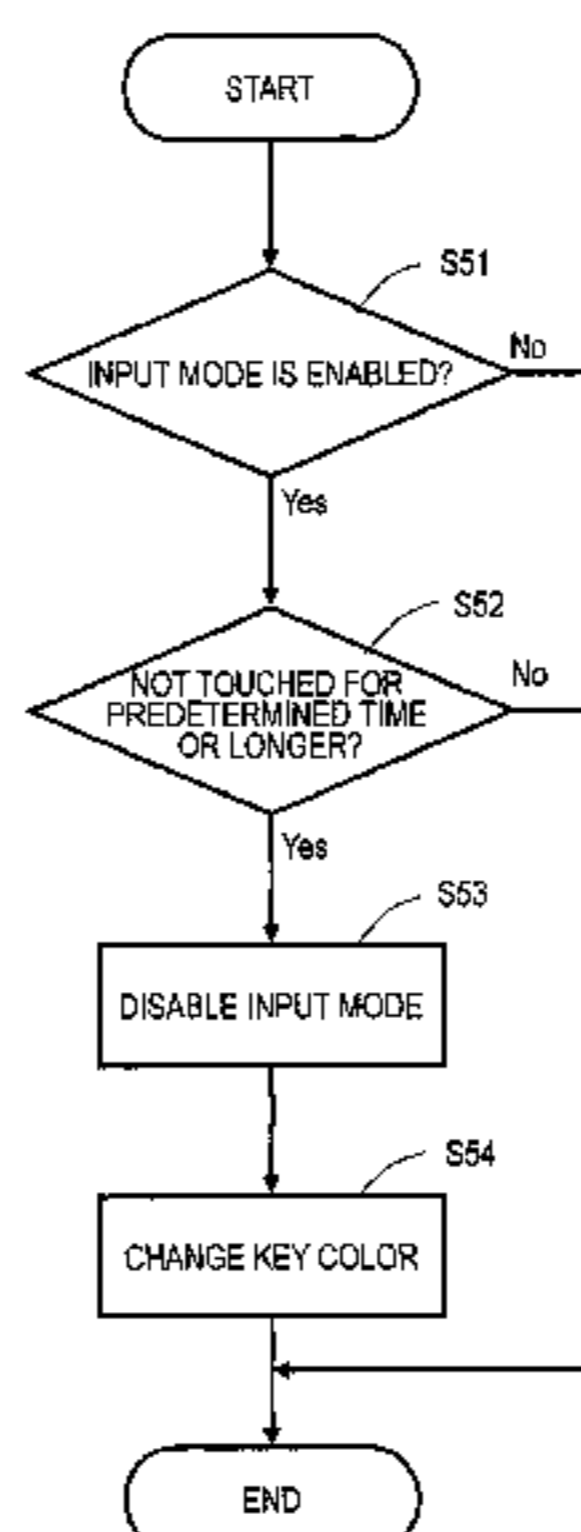 START
S51
INPUT MODE IS ENABLED?
No
Yes
S52
NOT TOUCHED FOR
PREDETERMINED TIME
OR LONGER?
No
Yes
S53
DISABLE INPUT MODE
S54
CHANGE KEY COLOR
END